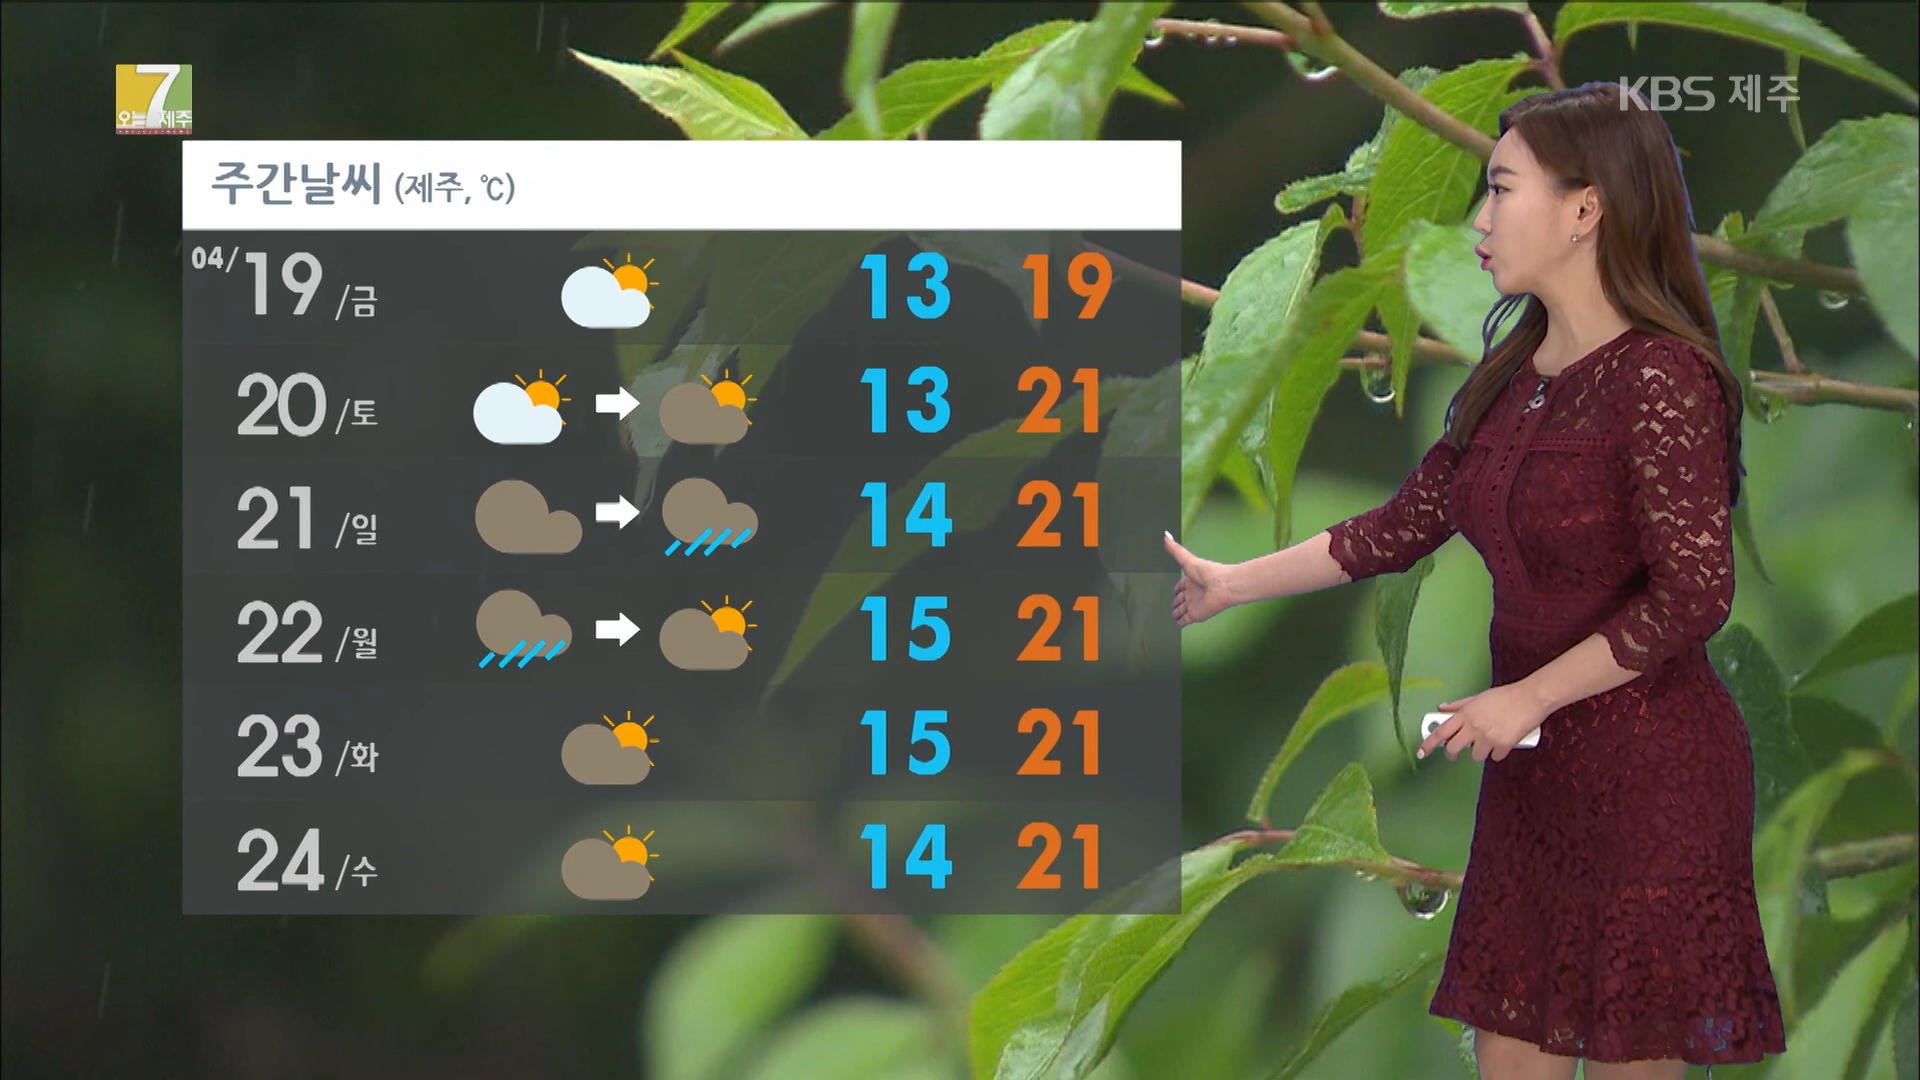 7
오늘 제주
KBS 제주
주간날씨 (제주, ℃)
04/19 /금 13 19
20 /토 13 21
21 /일 14 21
22 /월 15 21
23 /화 15 21
24 /수 14 21